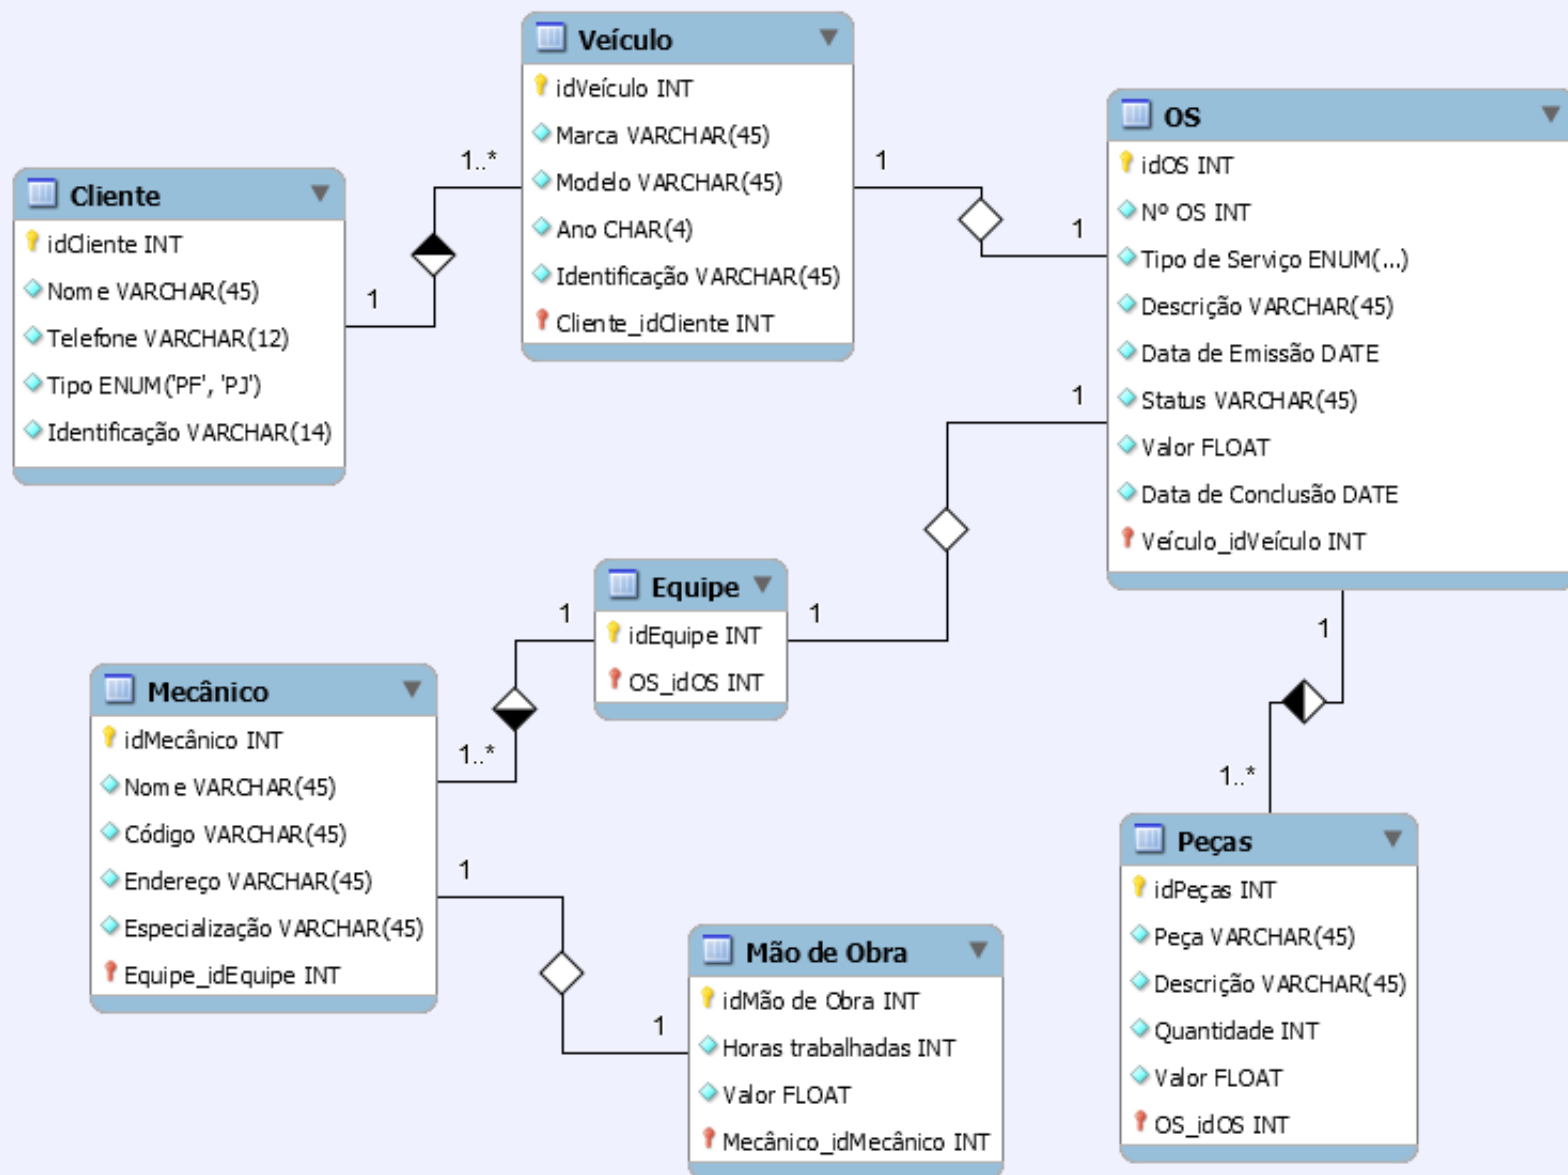 Veículo
idVeículo INT
Marca VARCHAR(45)
Modelo VARCHAR(45)
Ano CHAR(4)
Identificação VARCHAR(45)
Cliente_idCliente INT
1..*
1
Cliente
idCliente INT
Nome VARCHAR(45)
Telefone VARCHAR(12)
Tipo ENUM('PF', 'PJ')
Identificação VARCHAR(14)
1
OS
idOS INT
Nº OS INT
Tipo de Serviço ENUM(...)
Descrição VARCHAR(45)
Data de Emissão DATE
Status VARCHAR(45)
Valor FLOAT
Data de Conclusão DATE
Veículo_idVeículo INT
1
1
1
Equipe
idEquipe INT
OS_idOS INT
1
1
Mecânico
idMecânico INT
Nome VARCHAR(45)
Código VARCHAR(45)
Endereço VARCHAR(45)
Especialização VARCHAR(45)
Equipe_idEquipe INT
1..*
1
Mão de Obra
idMão de Obra INT
Horas trabalhadas INT
Valor FLOAT
Mecânico_idMecânico INT
1
1..*
Peças
idPeças INT
Peça VARCHAR(45)
Descrição VARCHAR(45)
Quantidade INT
Valor FLOAT
OS_idOS INT